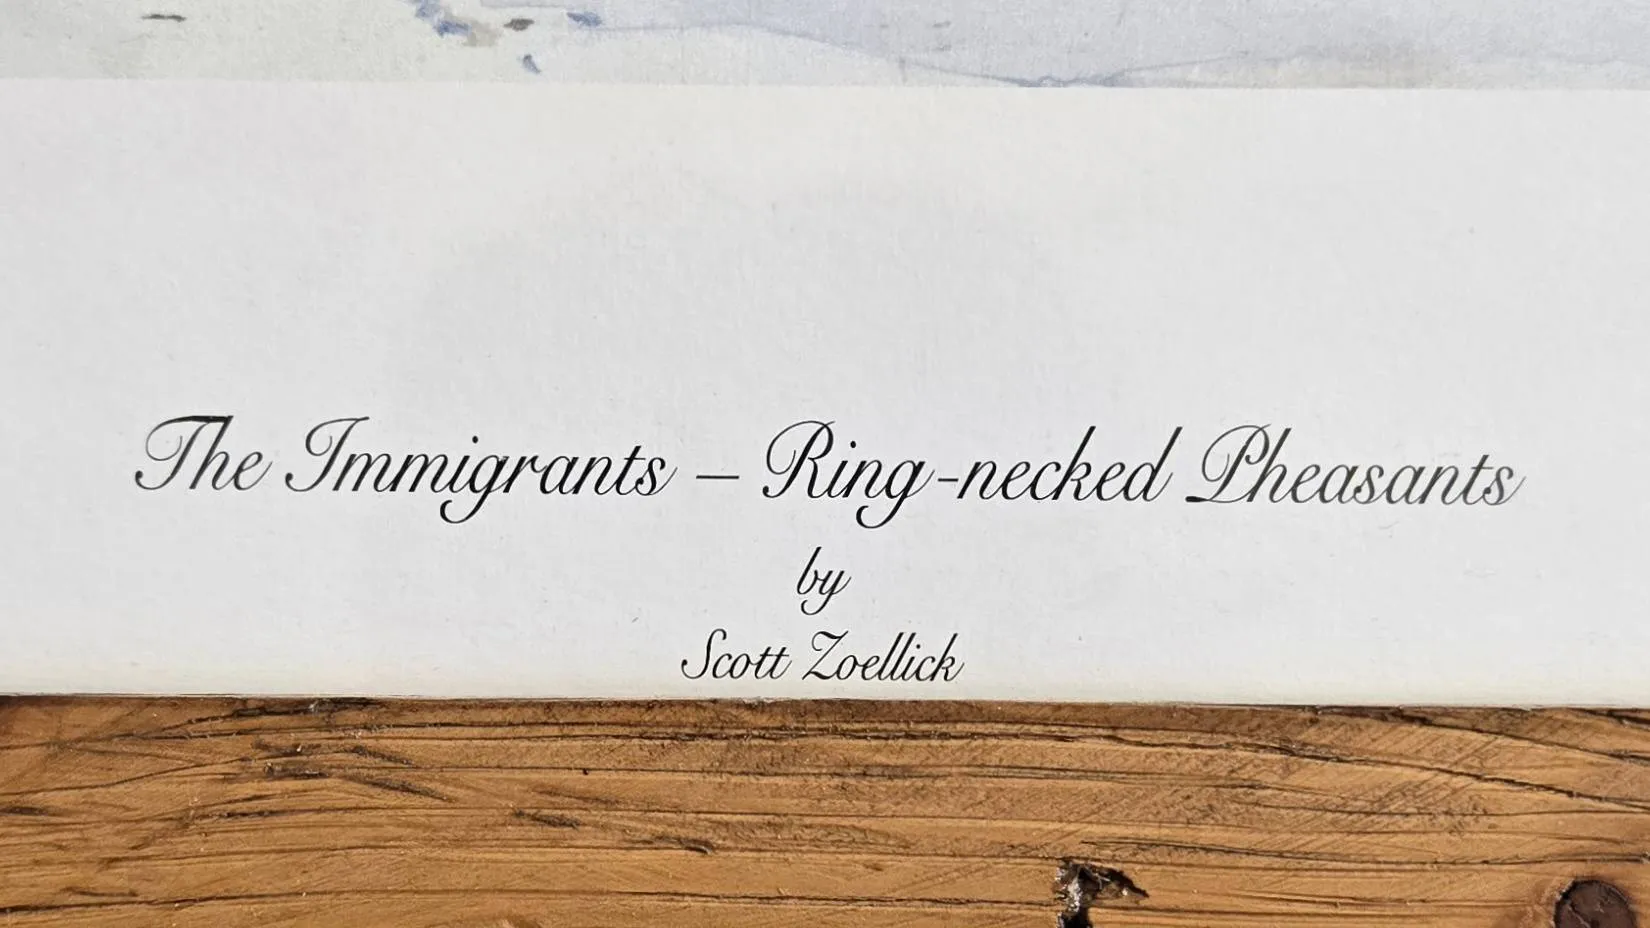 The Immigrants – Ring-necked Pheasants
by
Scott Zoellick